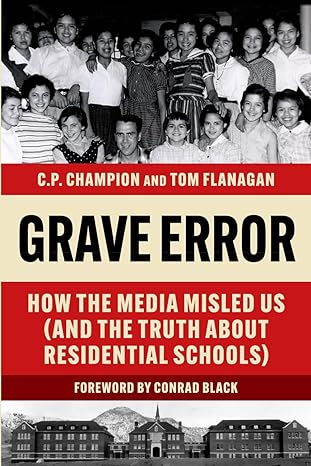 C.P. CHAMPION AND TOM FLANAGAN
GRAVE ERROR
HOW THE MEDIA MISLED US
(AND THE TRUTH ABOUT
RESIDENTIAL SCHOOLS)
FOREWORD BY CONRAD BLACK